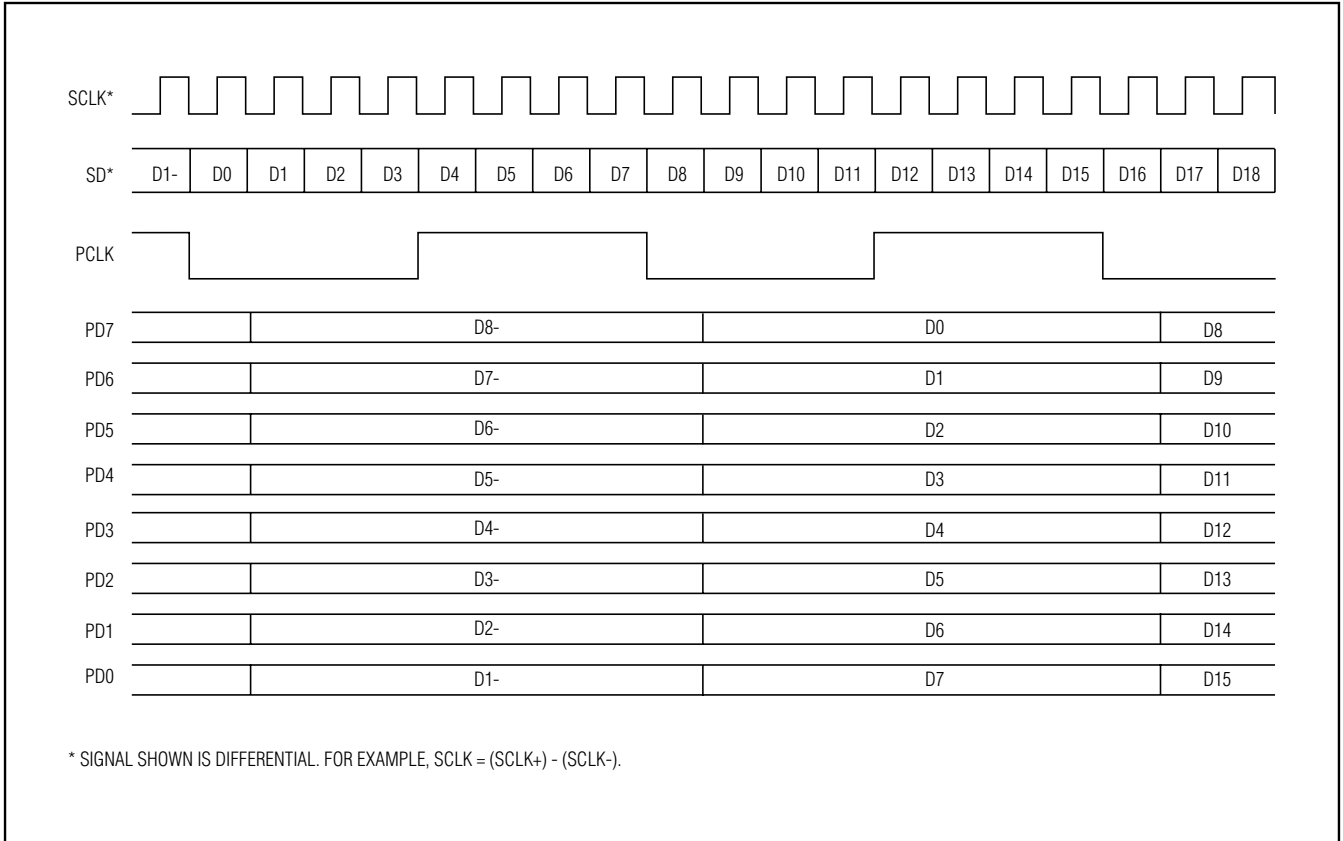 SCLK*
SD* D1- D0 D1 D2 D3 D4 D5 D6 D7 D8 D9 D10 D11 D12 D13 D14 D15 D16 D17 D18
PCLK
PD7 D8- D0 D8
PD6 D7- D1 D9
PD5 D6- D2 D10
PD4 D5- D3 D11
PD3 D4- D4 D12
PD2 D3- D5 D13
PD1 D2- D6 D14
PD0 D1- D7 D15
* SIGNAL SHOWN IS DIFFERENTIAL. FOR EXAMPLE, SCLK = (SCLK+) - (SCLK-).